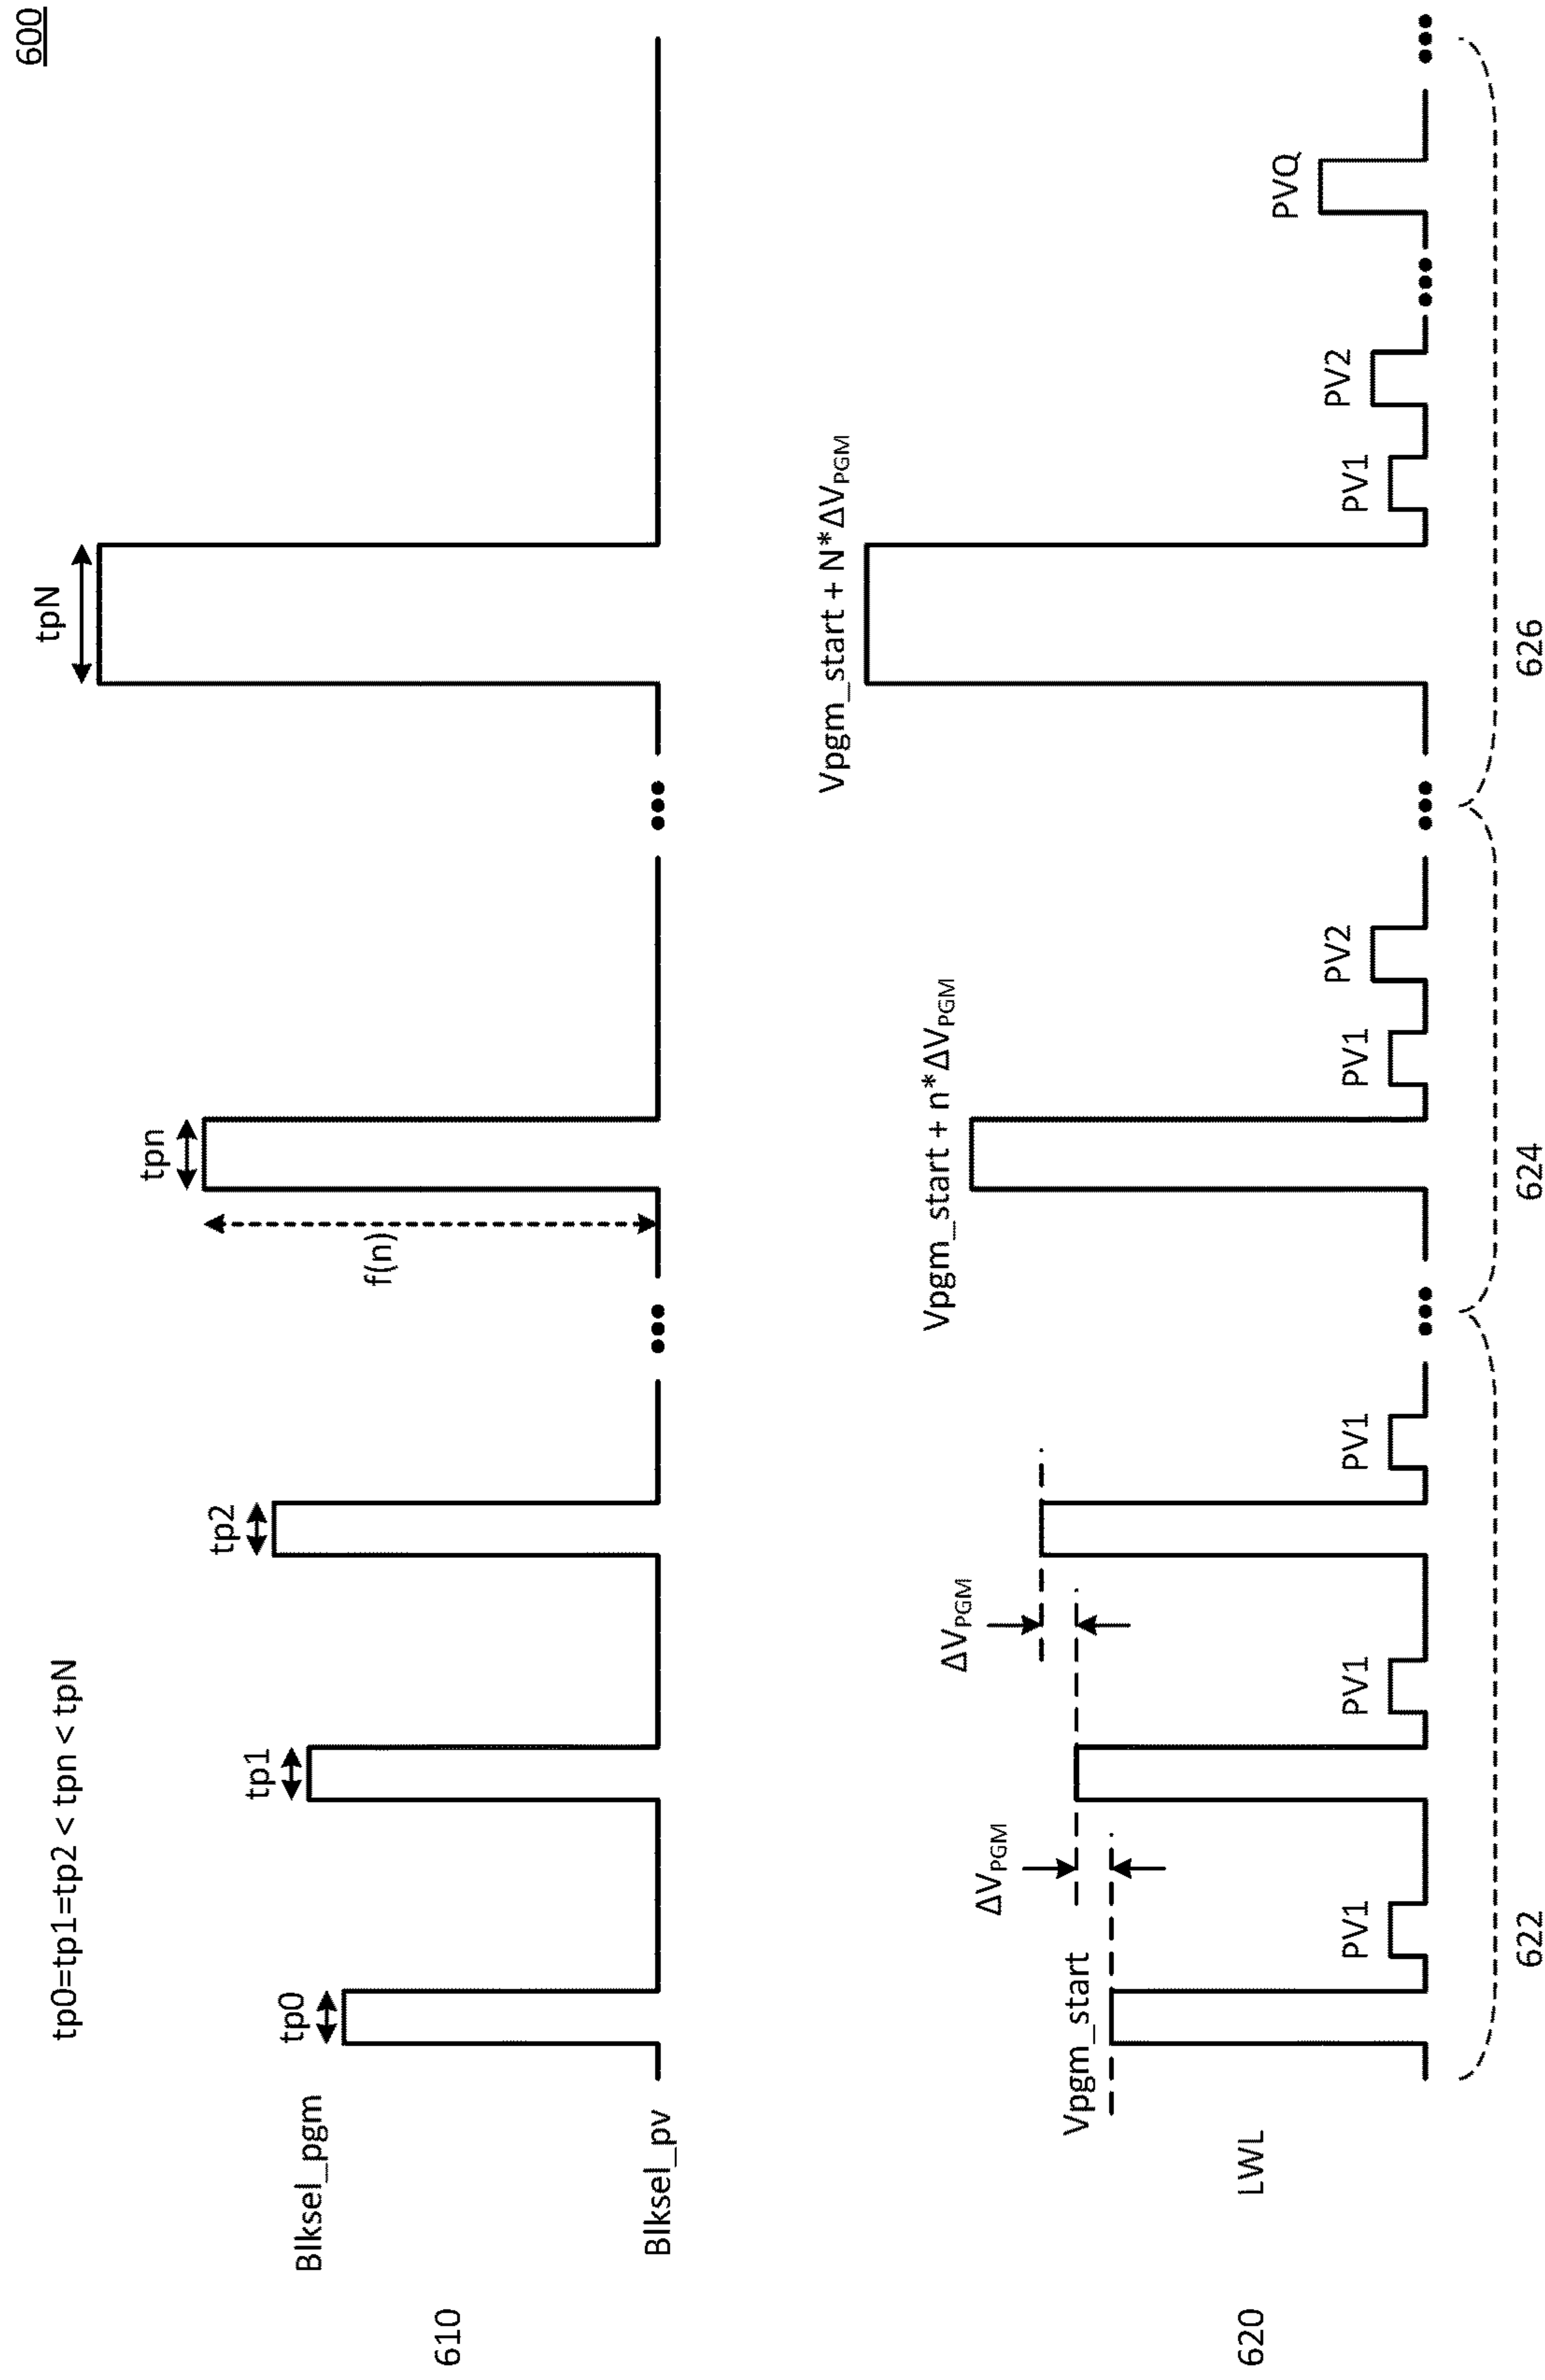 600
tp0=tp1=tp2 < tpn < tpN
tp0
tp1
tp2
tpn
tpN
Blksel_pgm
f(n)
610
Blksel_pv
Vpgm_start + N*ΔVPGM
Vpgm_start + n*ΔVPGM
ΔVPGM
ΔVPGM
Vpgm_start
LWL
620
PV1
PV1
PV1
PV1
PV2
PV1
PV2
PVQ
622
624
626